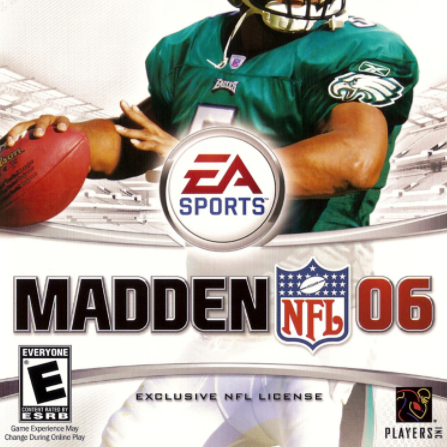 EAGLES
EA
SPORTS
MADDEN NFL 06
EVERYONE
E
CONTENT RATED BY
ESRB
Game Experience May
Change During Online Play
EXCLUSIVE NFL LICENSE
PLAYERS INC